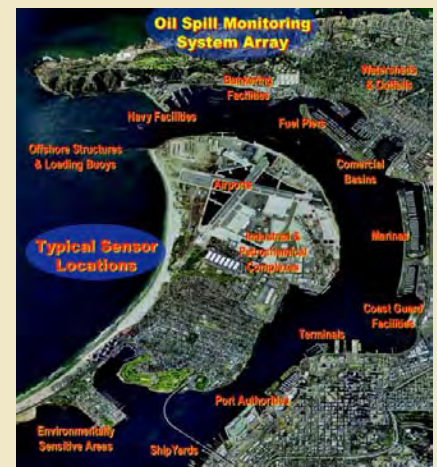 Oil Spill Monitoring
System Array
Bunkering
Facilities
Watersheds
& Outfalls
Navy Facilities
Fuel Piers
Offshore Structures
& Loading Buoys
Comercial
Basins
Airports
Typical Sensor
Locations
Industrial &
Petrochemical
Complexes
Marinas
Coast Guard
Facilities
Terminals
Port Authorities
Environmentally
Sensitive Areas
ShipYards